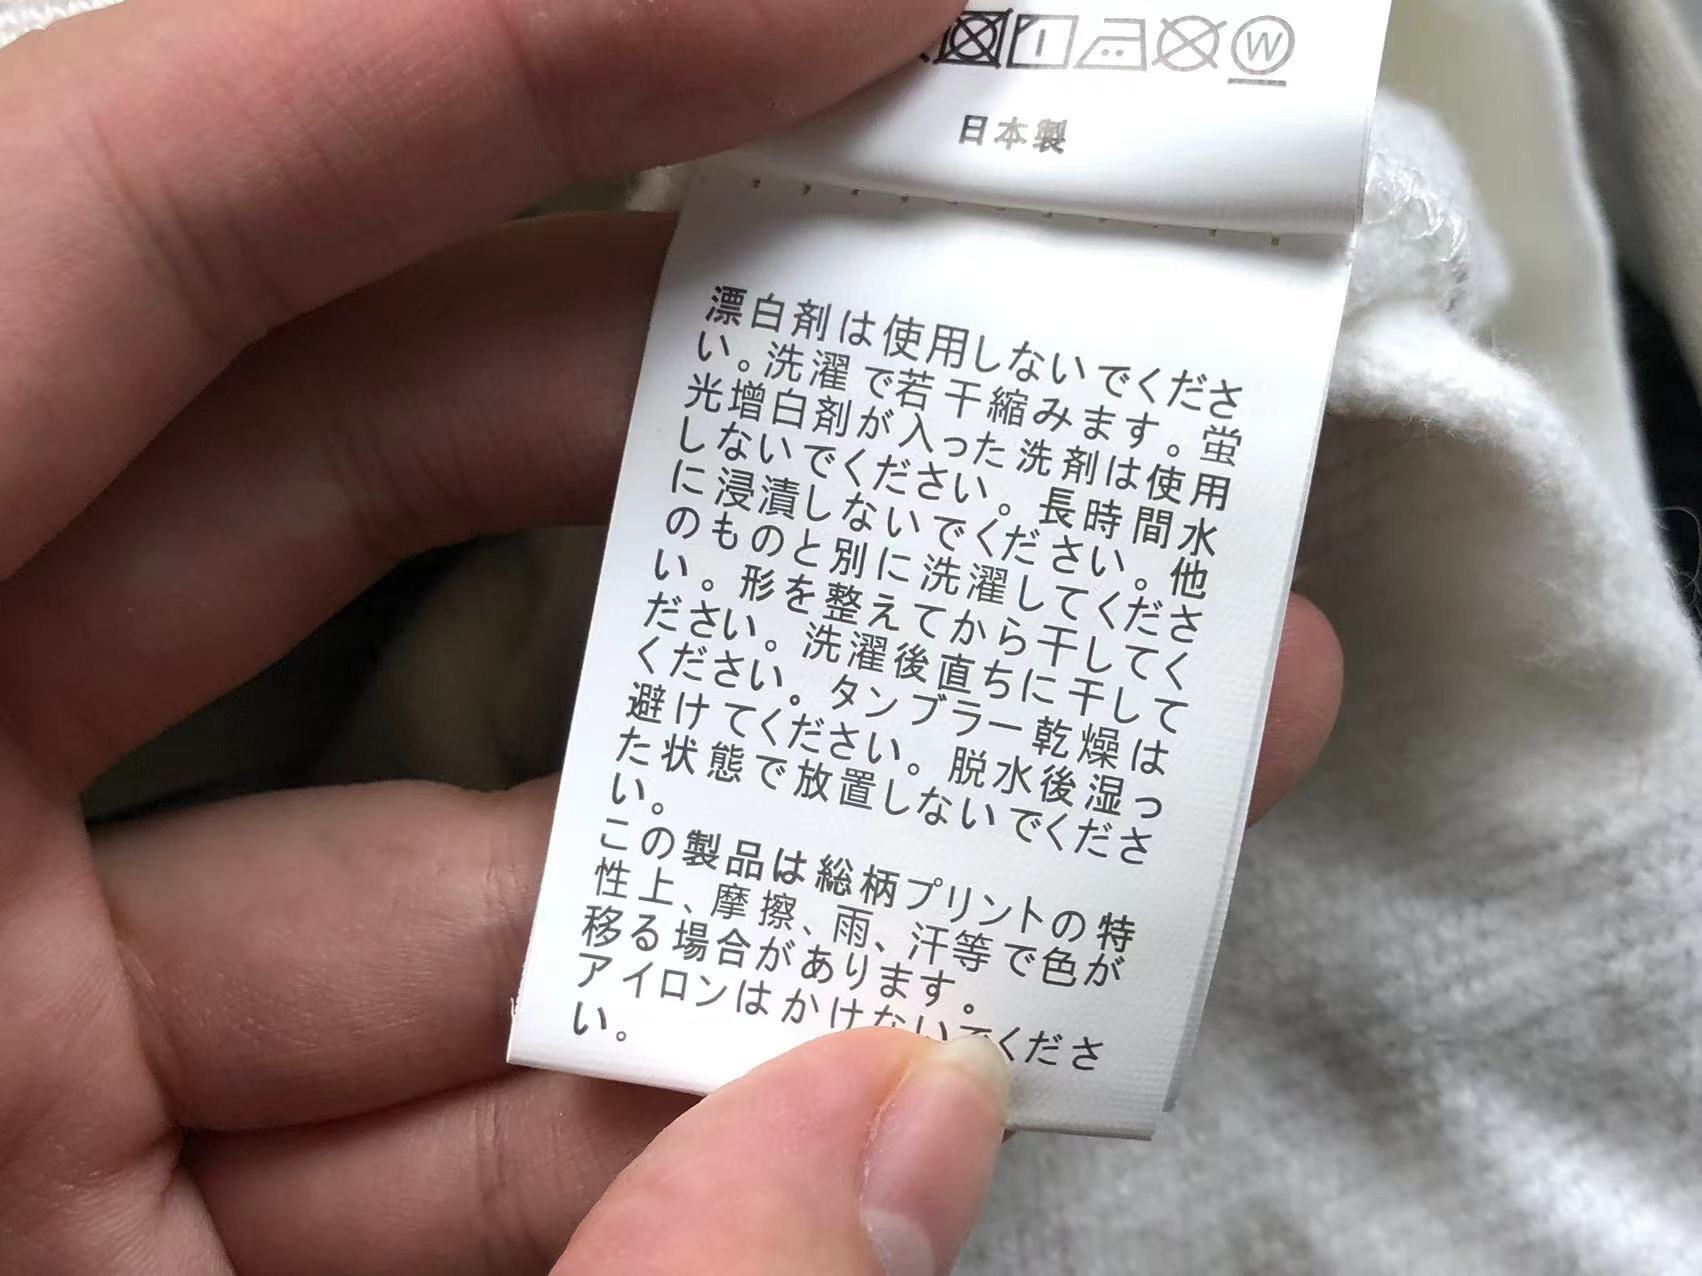 W
日本製
漂白剤は使用しないでくださ
い。洗濯で若干縮みます。蛍
光増白剤が入った洗剤は使用
しないでください。長時間水
に浸漬しないでください。他
のものと別に洗濯してくださ
い。形を整えてから干してく
ださい。洗濯後直ちに干して
ください。タンブラー乾燥は
避けてください。脱水後湿っ
た状態で放置しないでくださ
い。
この製品は総柄プリントの特
性上、摩擦、雨、汗等で色が
移る場合があります。
アイロンはかけないでくださ
い。